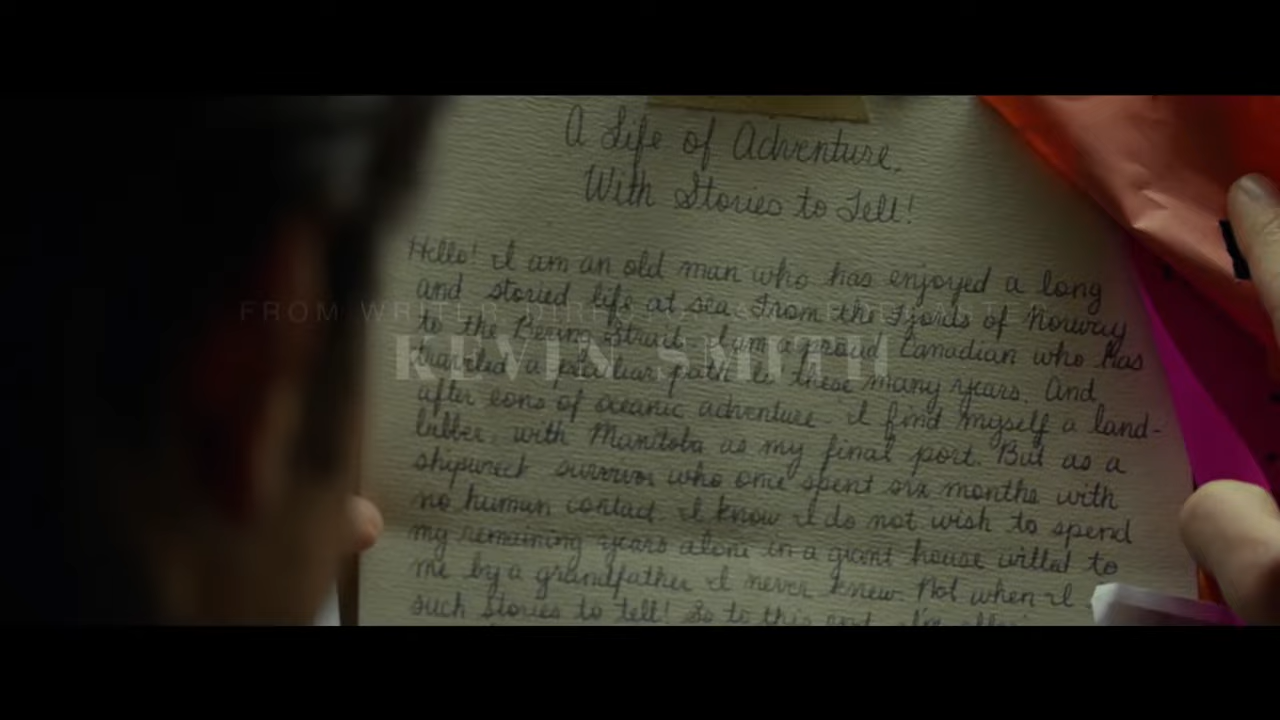 A Life of Adventure.
With Stories to Tell!
Hello! I am an old man who has enjoyed a long
and storied life at sea. From the Fjords of Norway
to the Bering Strait. I am a proud Canadian who has
traveled a peculiar path to these many years. And
after eons of oceanic adventure I find myself a land-
lubber, with Manitoba as my final port. But as a
shipwreck survivor who once spent six months with
no human contact I know I do not wish to spend
my remaining years alone in a giant house willed to
me by a grandfather I never knew. Not when I
such stories to tell! So to this end, I'm
FROM WRITER DIRECTOR
KEVIN SMITH